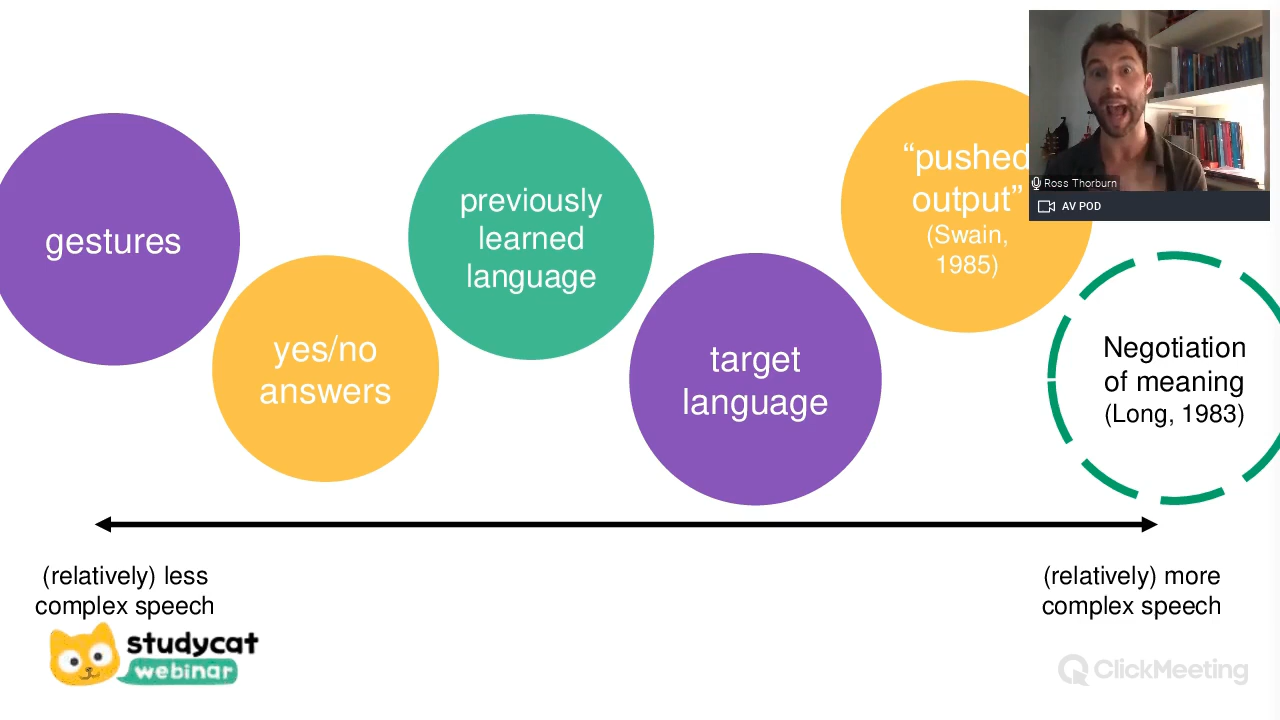 gestures
yes/no
answers
previously
learned
language
target
language
“pushed
output”
(Swain,
1985)
Ross Thorburn
AV POD
Negotiation
of meaning
(Long, 1983)
(relatively) less
complex speech
(relatively) more
complex speech
studycat
webinar
ClickMeeting